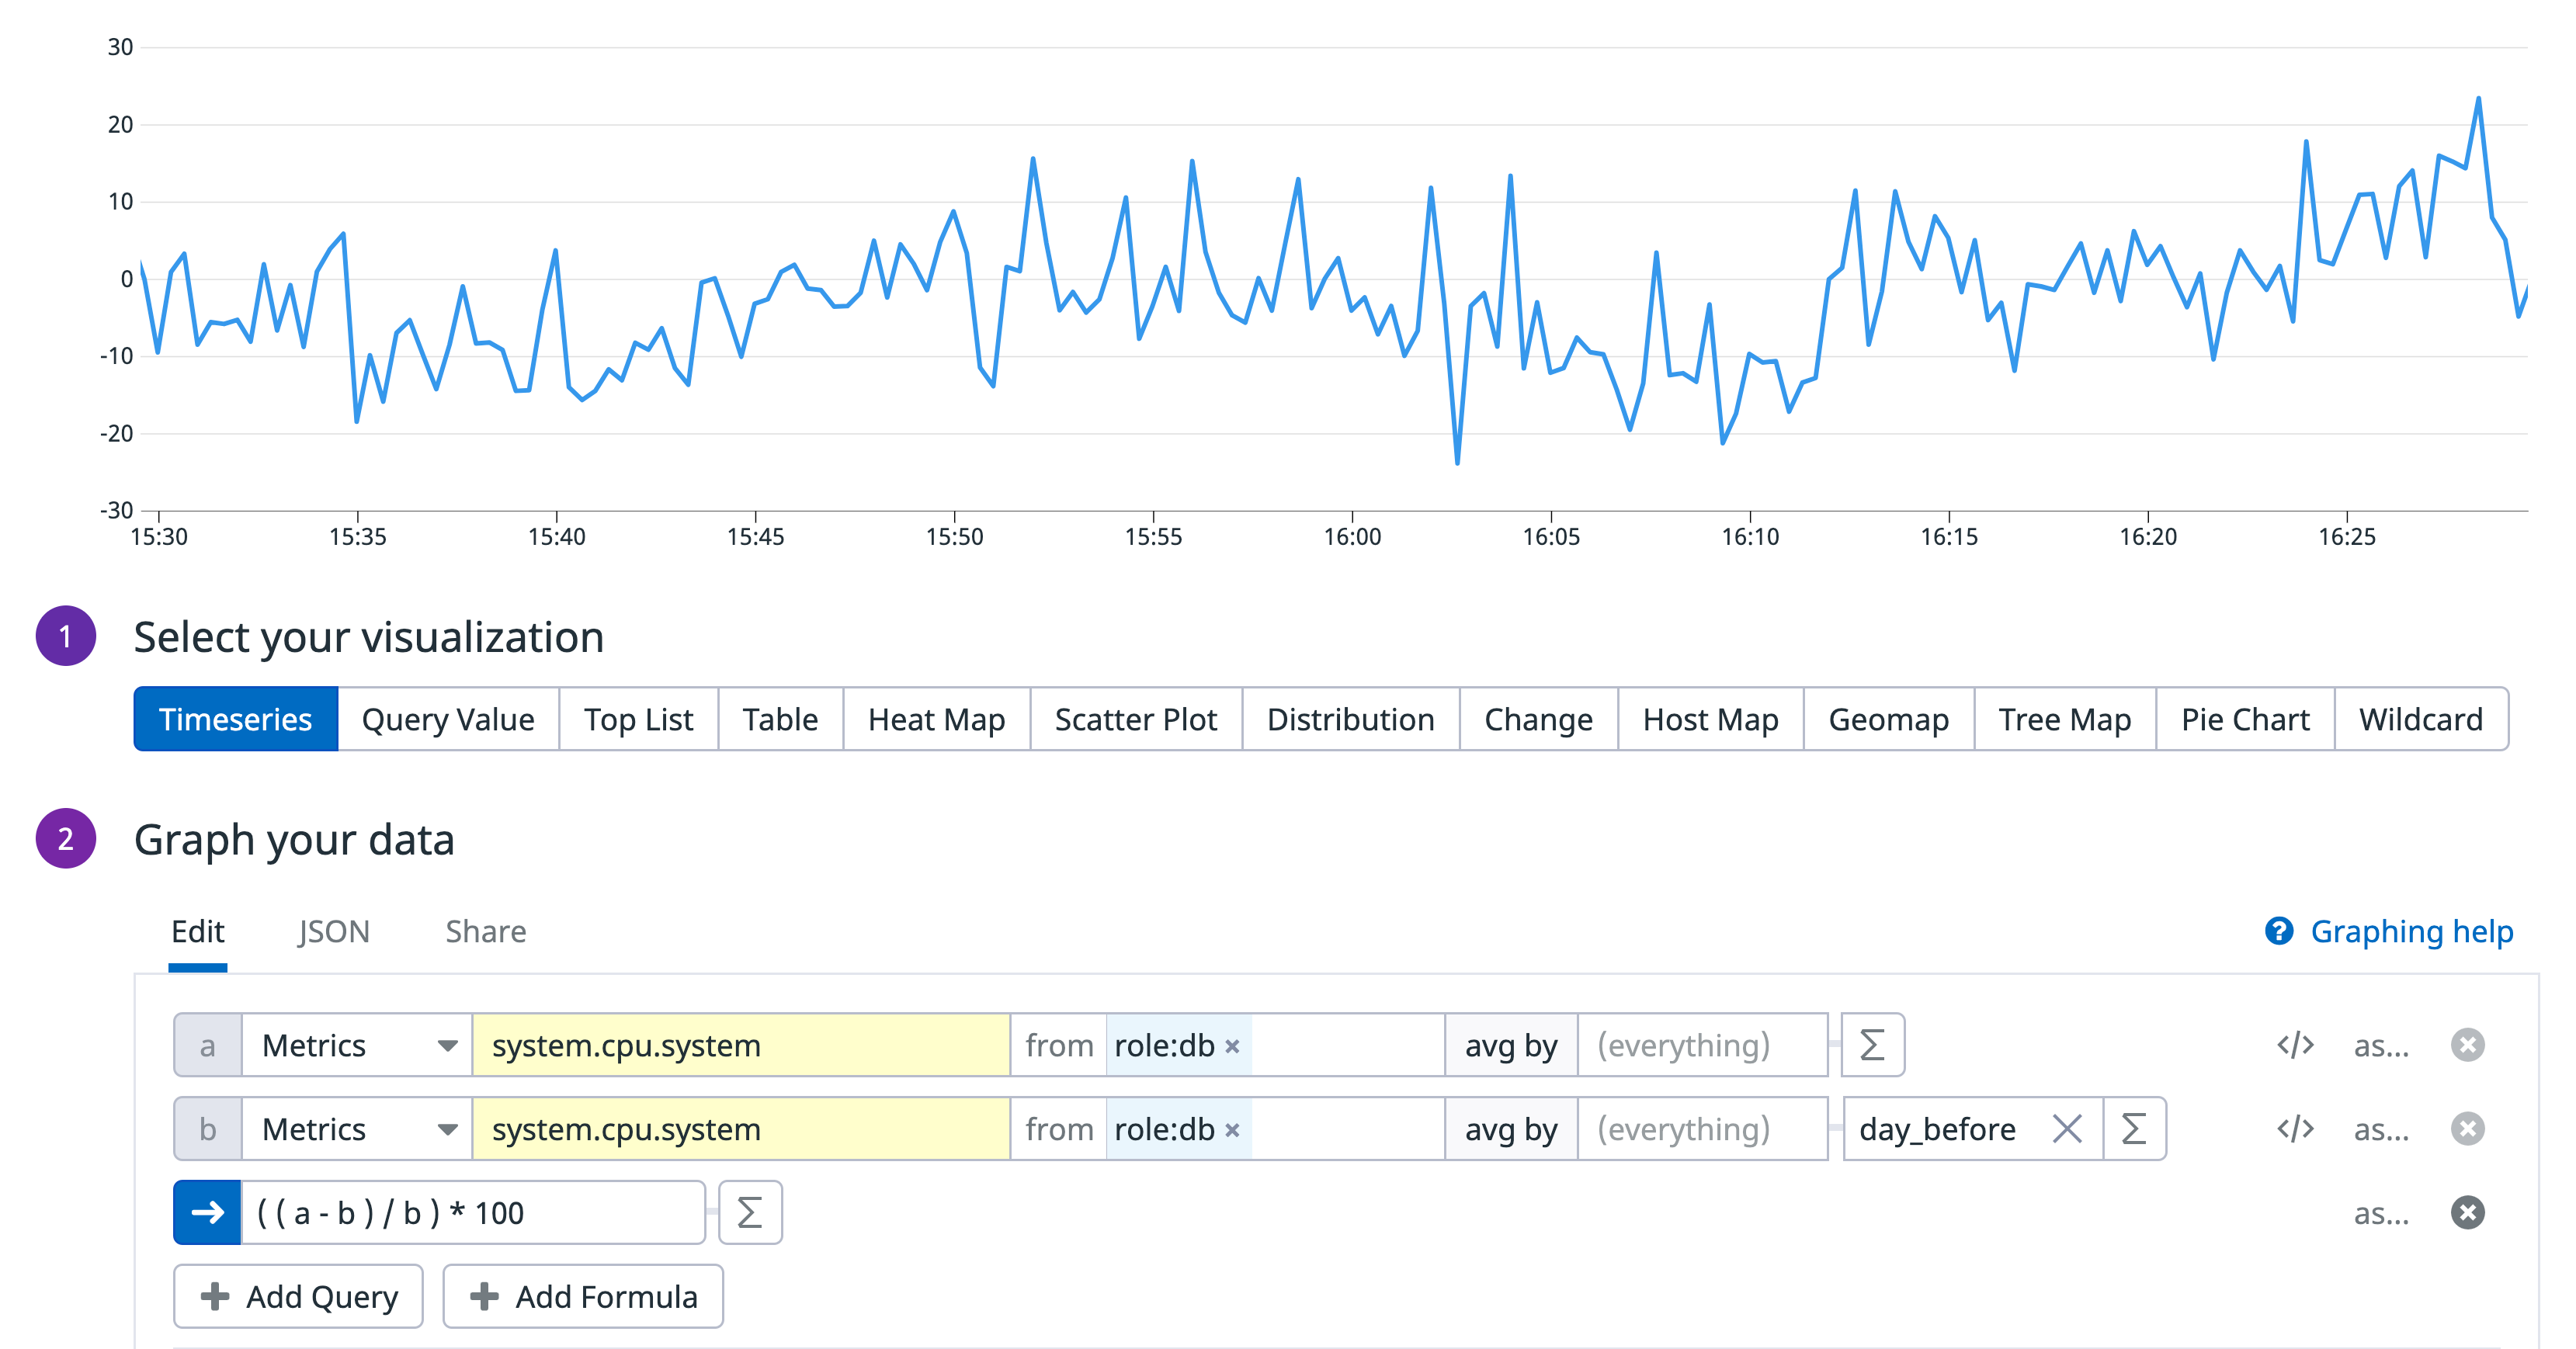 30
20
10
0
-10
-20
-30
15:30 15:35 15:40 15:45 15:50 15:55 16:00 16:05 16:10 16:15 16:20 16:25
1 Select your visualization
Timeseries Query Value Top List Table Heat Map Scatter Plot Distribution Change Host Map Geomap Tree Map Pie Chart Wildcard
2 Graph your data
Edit JSON Share ? Graphing help
a Metrics system.cpu.system from role:db × avg by (everything) Σ </> as...
b Metrics system.cpu.system from role:db × avg by (everything) day_before Σ </> as...
→ ( ( a - b ) / b ) * 100 Σ as...
+ Add Query + Add Formula